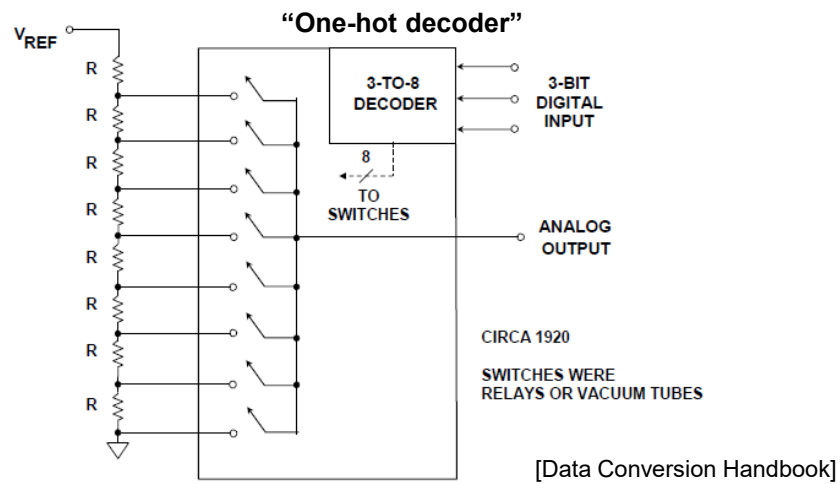 “One-hot decoder”
VREF
R
R
R
R
R
R
R
R
3-TO-8
DECODER
3-BIT
DIGITAL
INPUT
8
TO
SWITCHES
ANALOG
OUTPUT
CIRCA 1920
SWITCHES WERE
RELAYS OR VACUUM TUBES
[Data Conversion Handbook]